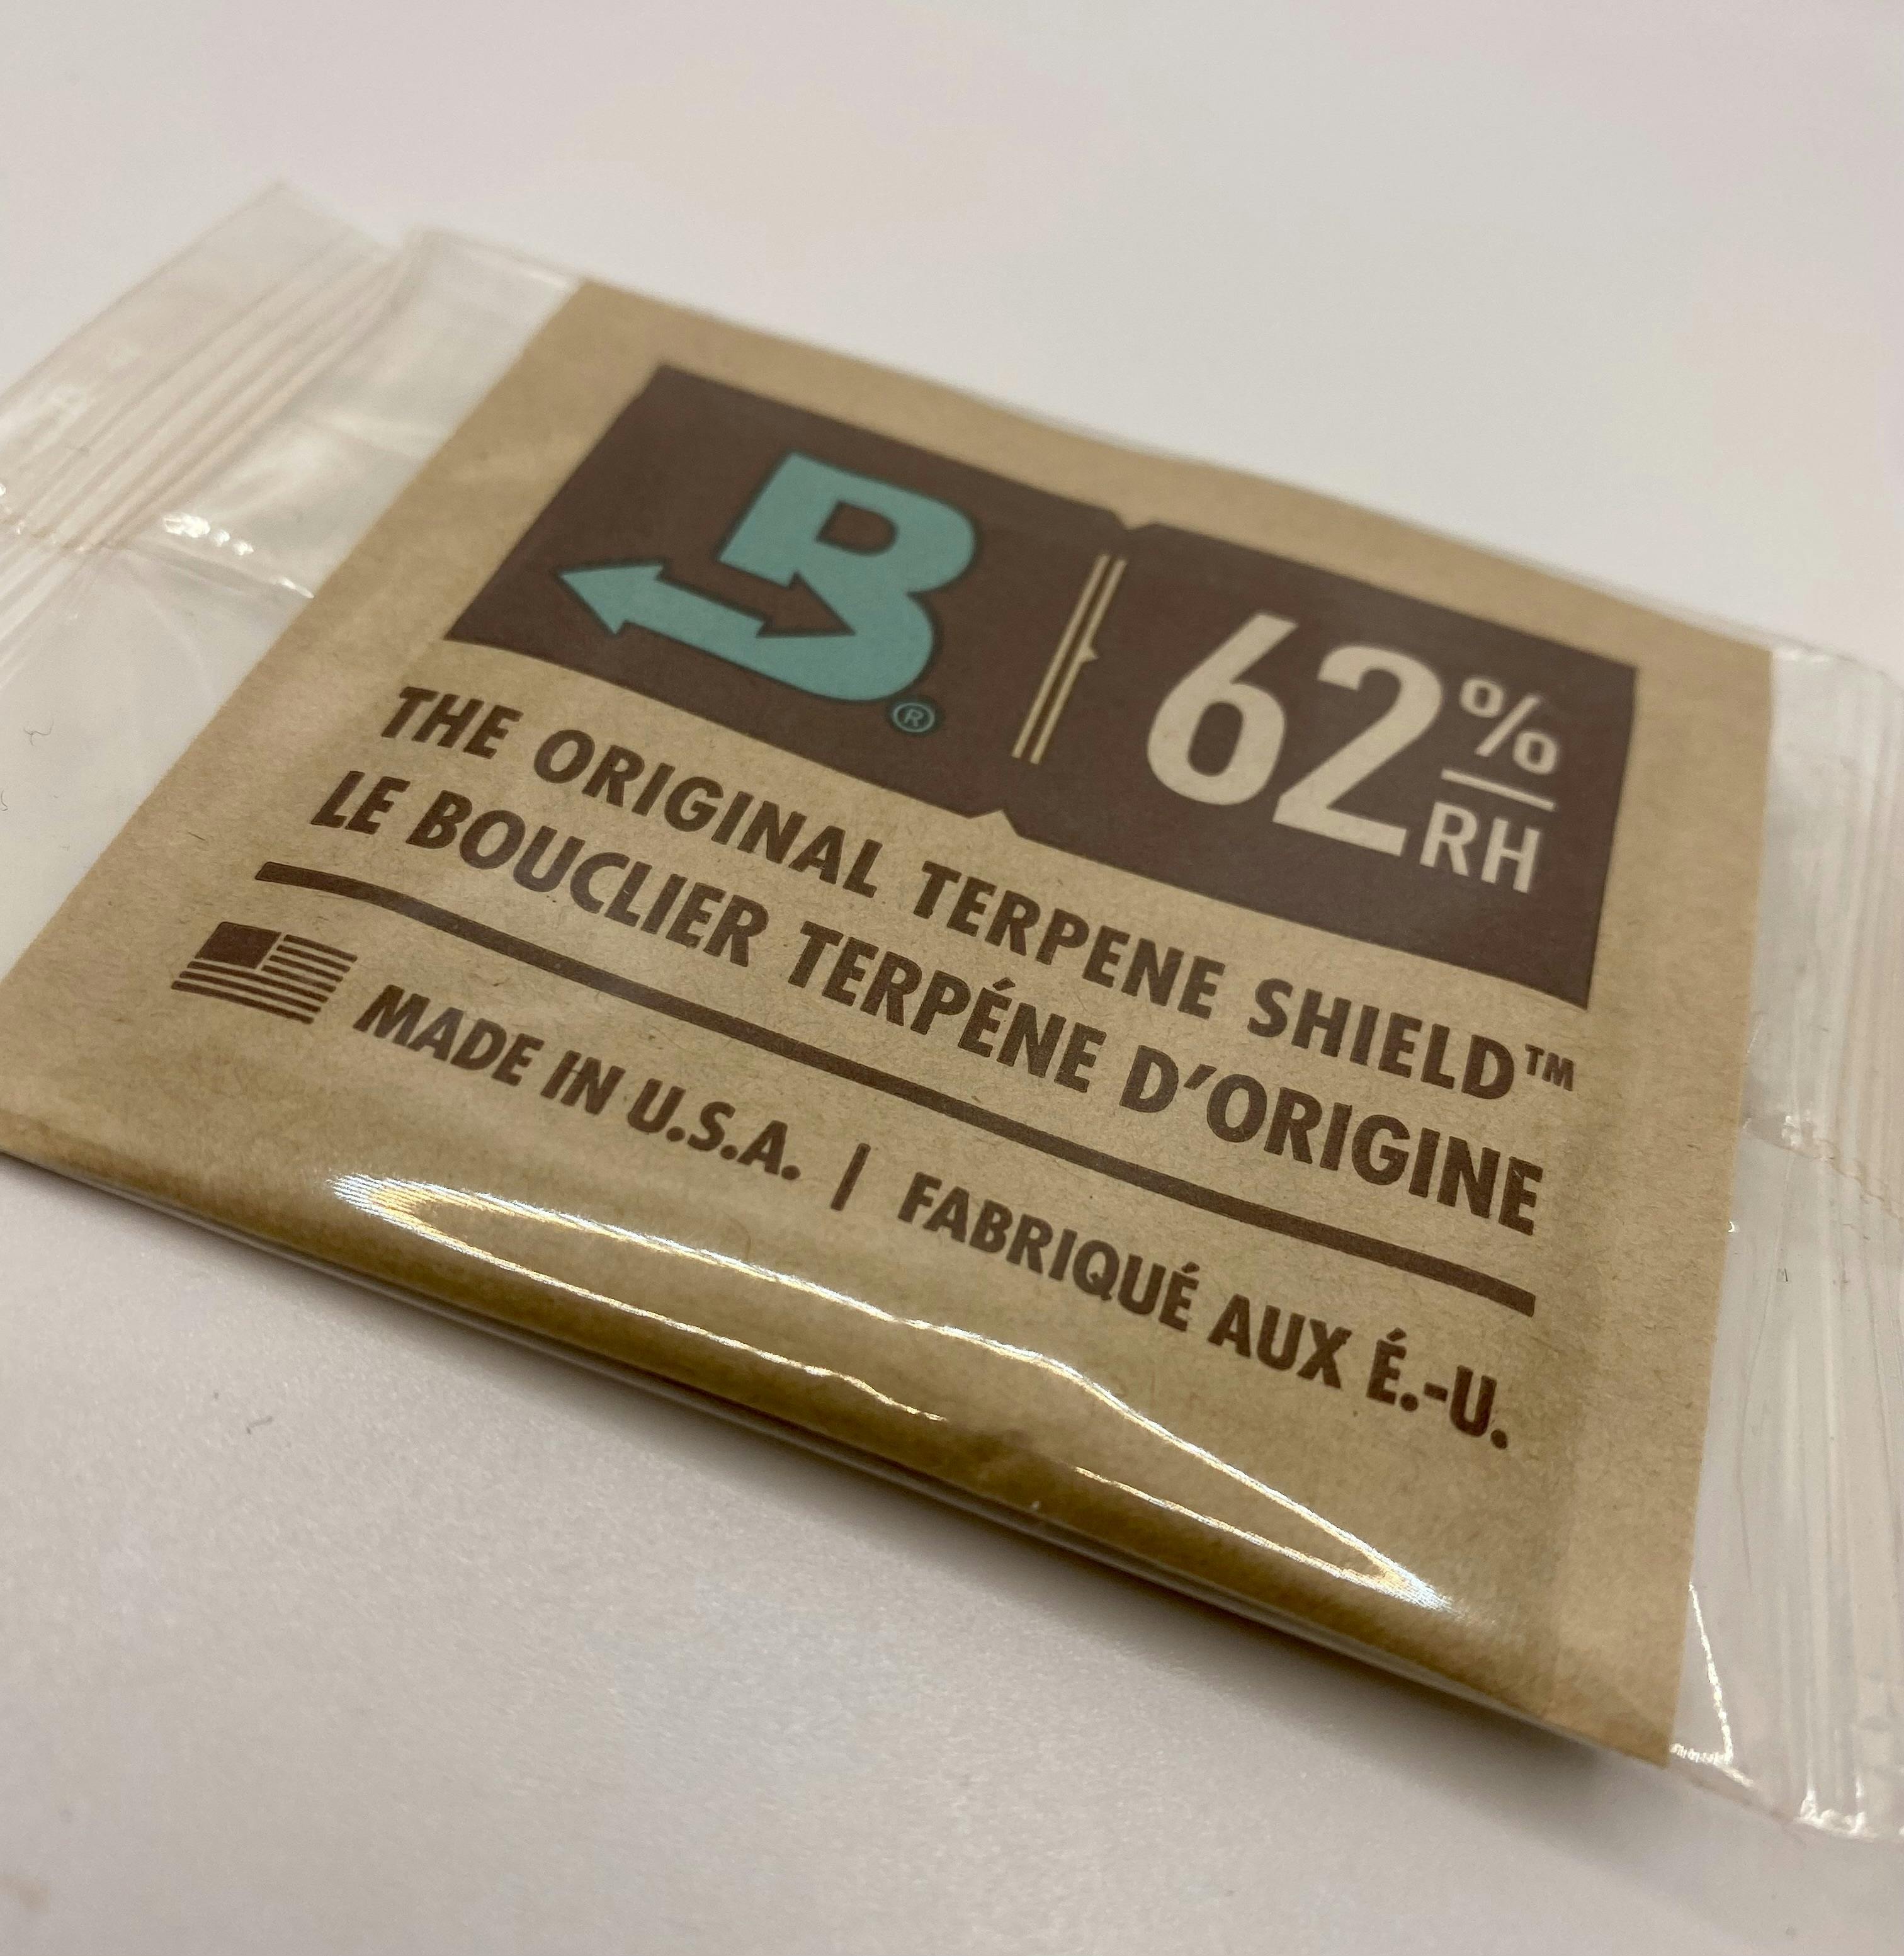 B®
62%
RH
THE ORIGINAL TERPENE SHIELD™
LE BOUCLIER TERPÉNE D'ORIGINE
MADE IN U.S.A. | FABRIQUÉ AUX É.-U.